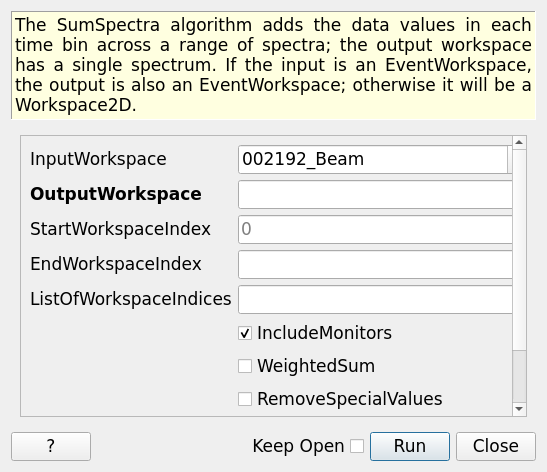 The SumSpectra algorithm adds the data values in each
time bin across a range of spectra; the output workspace
has a single spectrum. If the input is an EventWorkspace,
the output is also an EventWorkspace; otherwise it will be a
Workspace2D.
InputWorkspace 002192_Beam
OutputWorkspace
StartWorkspaceIndex 0
EndWorkspaceIndex
ListOfWorkspaceIndices
IncludeMonitors
WeightedSum
RemoveSpecialValues
? Keep Open Run Close